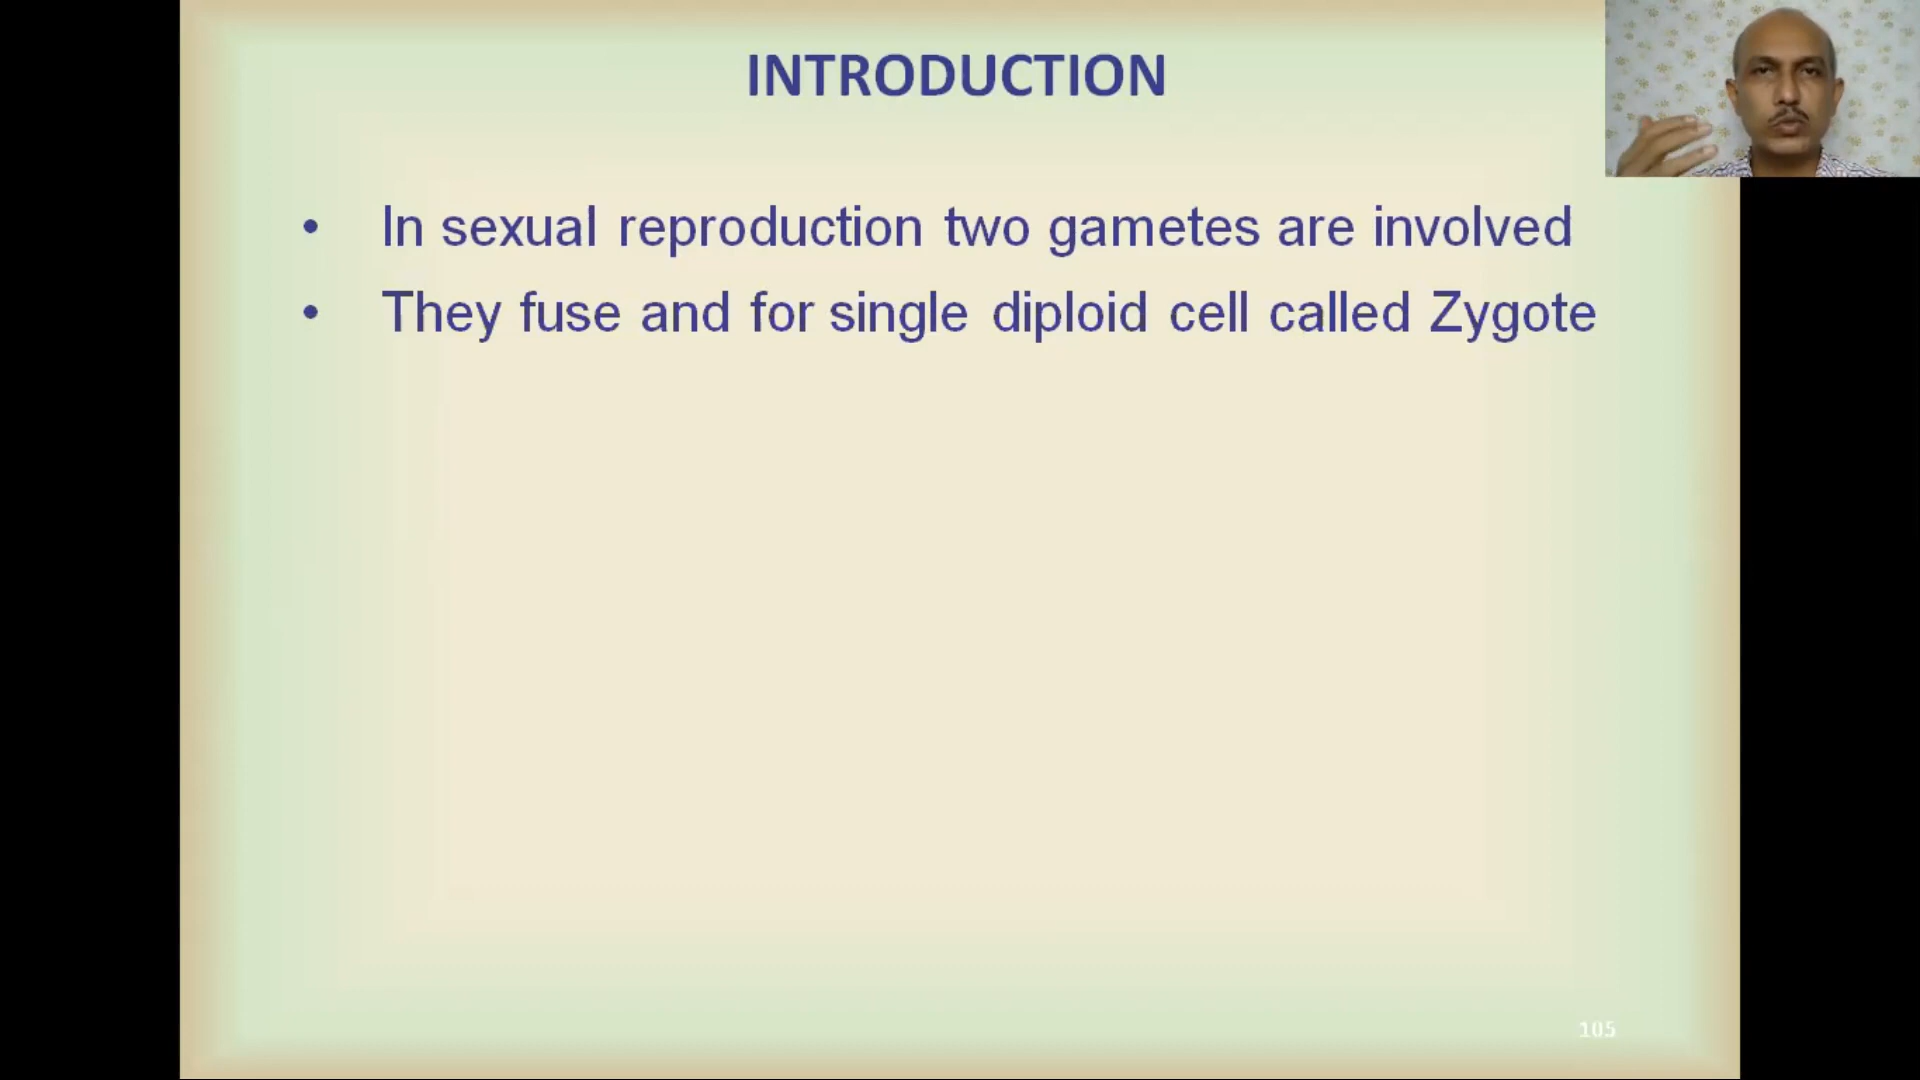 INTRODUCTION
• In sexual reproduction two gametes are involved
• They fuse and for single diploid cell called Zygote
105